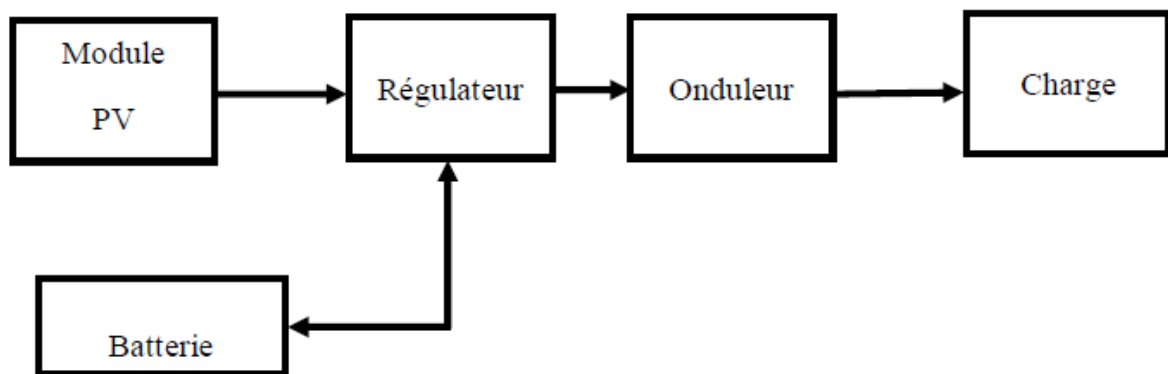 Module
PV
Régulateur
Onduleur
Charge
Batterie